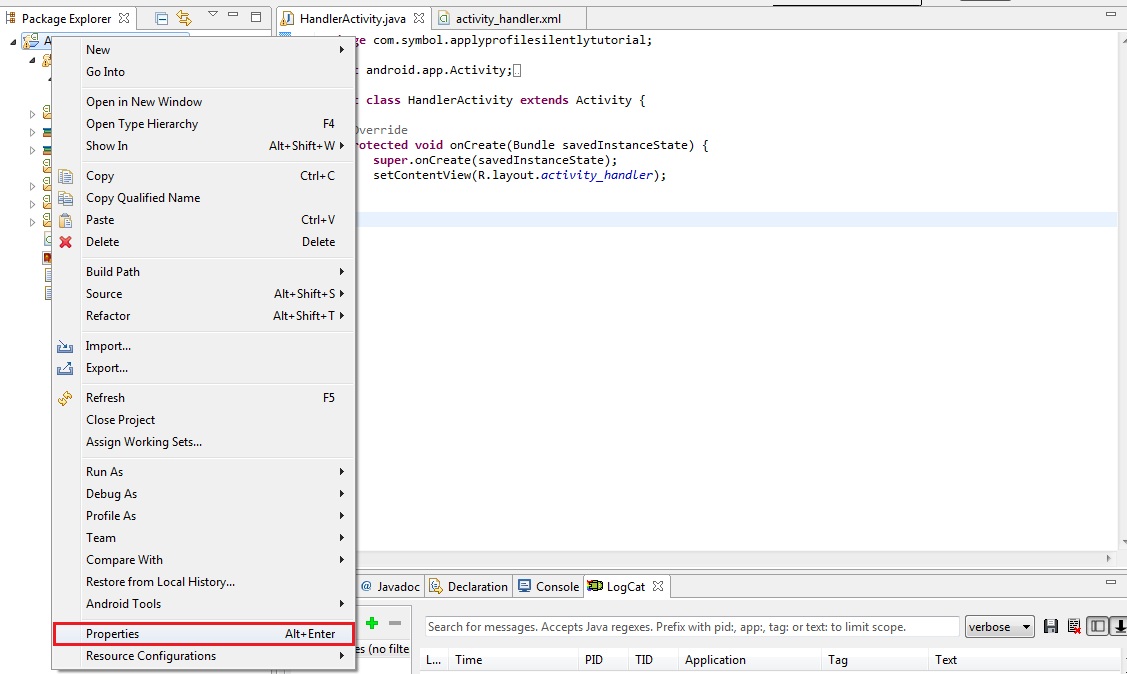 Package Explorer
HandlerActivity.java
activity_handler.xml
A
New
Go Into
Open in New Window
Open Type Hierarchy F4
Show In Alt+Shift+W
Copy Ctrl+C
Copy Qualified Name
Paste Ctrl+V
Delete Delete
Build Path
Source Alt+Shift+S
Refactor Alt+Shift+T
Import...
Export...
Refresh F5
Close Project
Assign Working Sets...
Run As
Debug As
Profile As
Team
Compare With
Restore from Local History...
Android Tools
Properties Alt+Enter
Resource Configurations
ge com.symbol.applyprofilesilentlytutorial;
t android.app.Activity;
t class HandlerActivity extends Activity {
Override
rotected void onCreate(Bundle savedInstanceState) {
super.onCreate(savedInstanceState);
setContentView(R.layout.activity_handler);
@ Javadoc
Declaration
Console
LogCat
Search for messages. Accepts Java regexes. Prefix with pid:, app:, tag: or text: to limit scope.
verbose
es (no filte
L... Time PID TID Application Tag Text